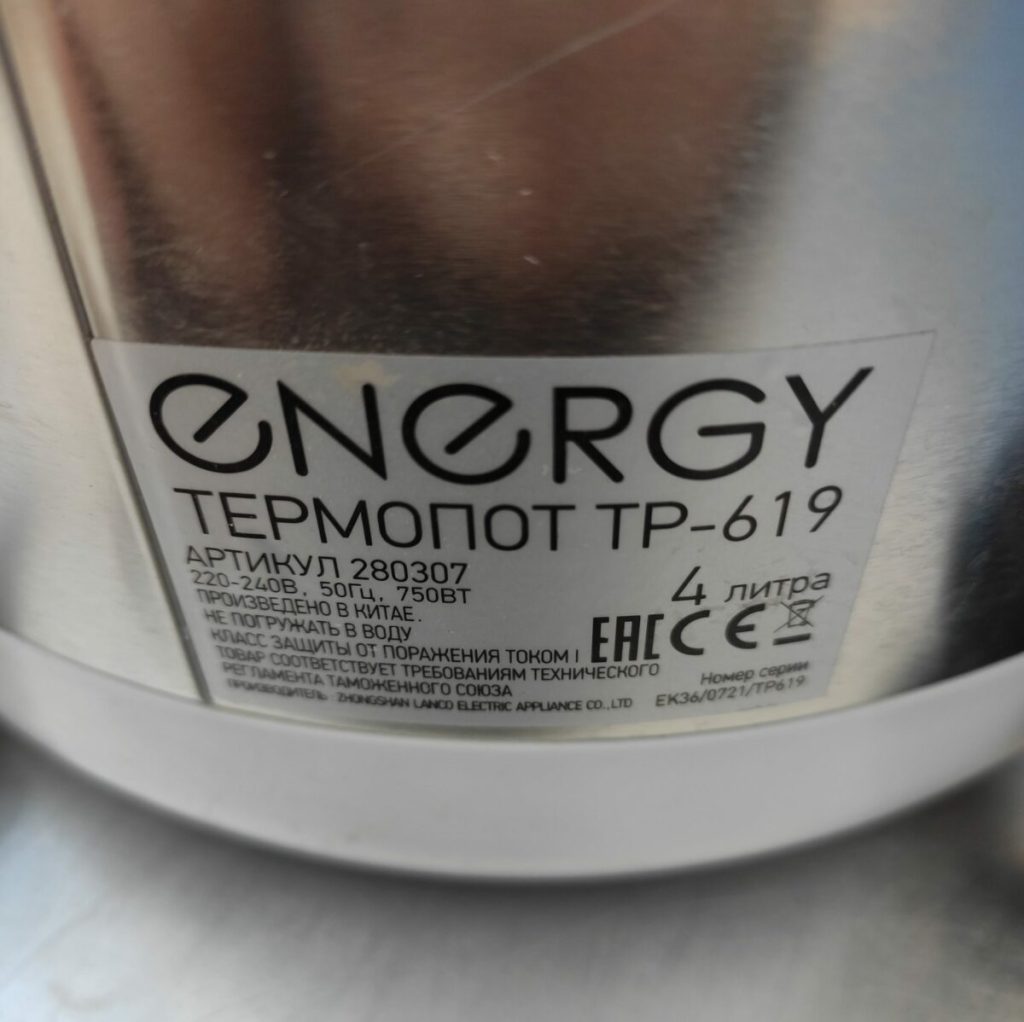 eNeRGY
ТЕРМОПОТ TP-619
АРТИКУЛ 280307
220-240В, 50Гц, 750ВТ
4 литра
ПРОИЗВЕДЕНО В КИТАЕ.
НЕ ПОГРУЖАТЬ В ВОДУ
EAC CE
КЛАСС ЗАЩИТЫ ОТ ПОРАЖЕНИЯ ТОКОМ I
ТОВАР СООТВЕТСТВУЕТ ТРЕБОВАНИЯМ ТЕХНИЧЕСКОГО
РЕГЛАМЕНТА ТАМОЖЕННОГО СОЮЗА
Номер серии
ПРОИЗВОДИТЕЛЬ : ZHONGSHAN LANCO ELECTRIC APPLIANCE CO.,LTD
EK36/0721/TP619